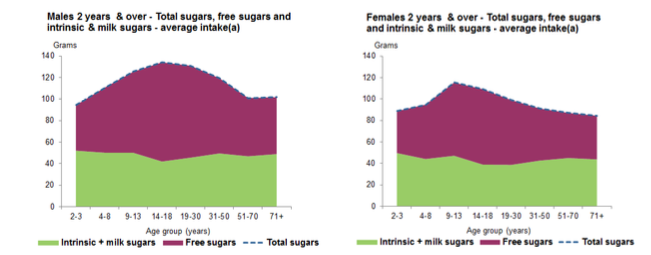 Males 2 years & over - Total sugars, free sugars and
intrinsic & milk sugars - average intake(a)
Grams
140
120
100
80
60
40
20
0
2-3 4-8 9-13 14-18 19-30 31-50 51-70 71+
Age group (years)
Intrinsic + milk sugars Free sugars Total sugars
Females 2 years & over - Total sugars, free sugars
and intrinsic & milk sugars - average intake(a)
Grams
140
120
100
80
60
40
20
0
2-3 4-8 9-13 14-18 19-30 31-50 51-70 71+
Age group (years)
Intrinsic + milk sugars Free sugars Total sugars